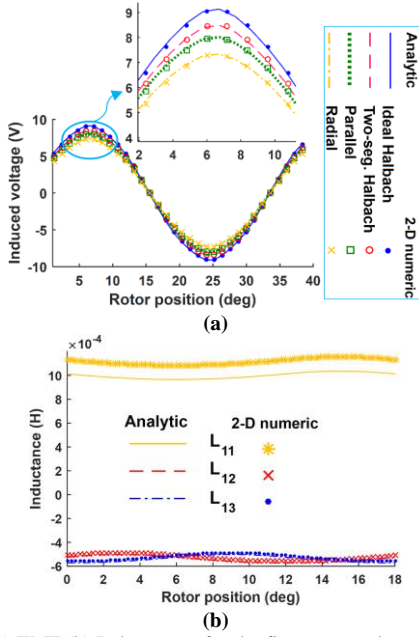 (a)
Induced voltage (V)
10
5
0
-5
-10
0 5 10 15 20 25 30 35 40
Rotor position (deg)
9
8
7
6
5
4
2 4 6 8 10
Analytic 2-D numeric
Ideal Halbach
Two-seg. Halbach
Parallel
Radial
(a)
× 10⁻⁴
Inductance (H)
12
10
8
6
4
2
0
-2
-4
-6
0 2 4 6 8 10 12 14 16 18
Rotor position (deg)
Analytic 2-D numeric
L₁₁
L₁₂
L₁₃
(b)